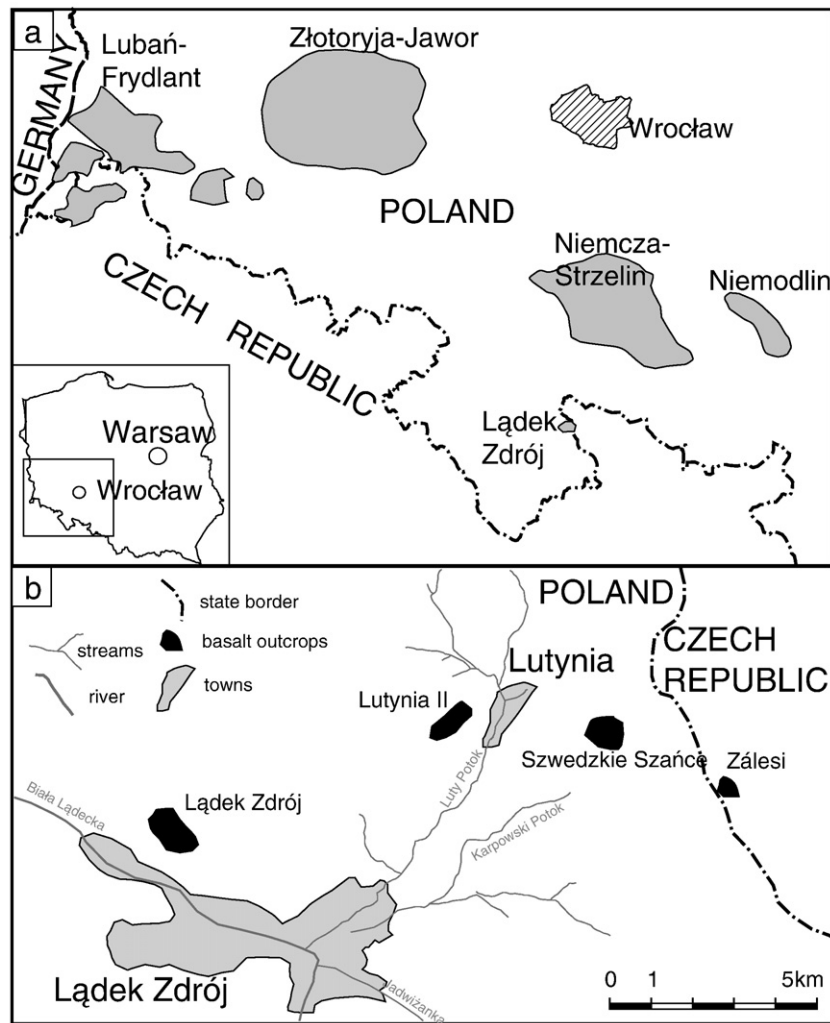 a
Lubań-
Frydlant
Złotoryja-Jawor
GERMANY
Wrocław
POLAND
Niemcza-
Strzelin
Niemodlin
CZECH REPUBLIC
Lądek
Zdrój
Warsaw
Wrocław
b
state border
streams
basalt outcrops
river
towns
POLAND
CZECH
REPUBLIC
Lutynia
Lutynia II
Szwedzkie Szańce
Zálesi
Luty Potok
Biała Lądecka
Lądek Zdrój
Karpowski Potok
Lądek Zdrój
Jadwiżanka
0 1 5km